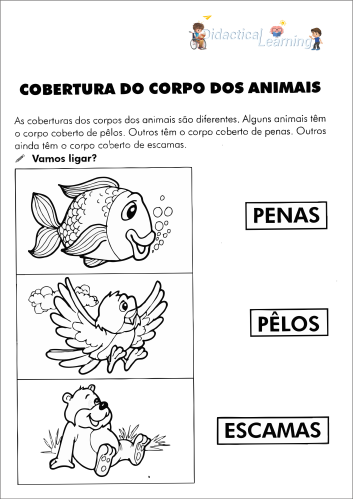 Didactical
Learning
COBERTURA DO CORPO DOS ANIMAIS
As coberturas dos corpos dos animais são diferentes. Alguns animais têm
o corpo coberto de pêlos. Outros têm o corpo coberto de penas. Outros
ainda têm o corpo coberto de escamas.
Vamos ligar?
PENAS
PÊLOS
ESCAMAS